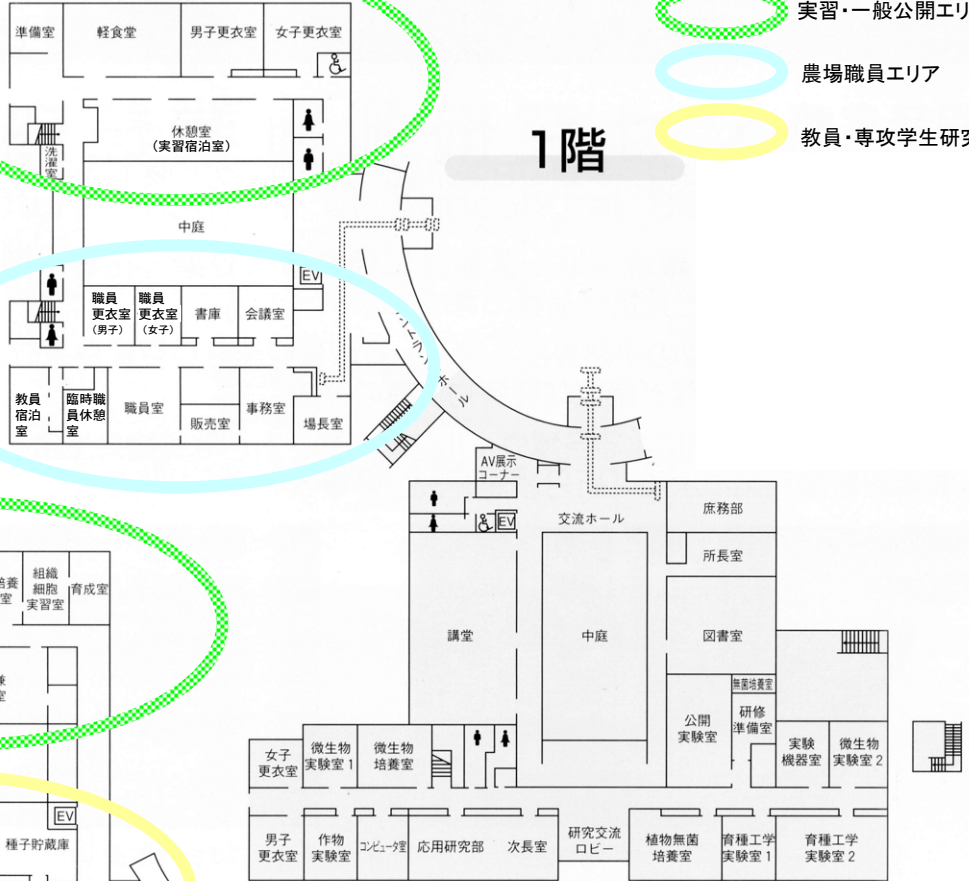 実習・一般公開エリ
農場職員エリア
教員・専攻学生研究
1階
準備室
軽食堂
男子更衣室
女子更衣室
休憩室
(実習宿泊室)
洗
濯
室
中庭
EV
職員
更衣室
(男子)
職員
更衣室
(女子)
書庫
会議室
教員
宿泊
室
臨時職
員休憩
室
職員室
販売室
事務室
場長室
ホール
AV展示
コーナー
EV
交流ホール
庶務部
所長室
講堂
中庭
図書室
無菌培養室
公開
実験室
研修
準備室
実験
機器室
微生物
実験室2
女子
更衣室
微生物
実験室1
微生物
培養室
男子
更衣室
作物
実験室
コンピュータ室
応用研究部
次長室
研究交流
ロビー
植物無菌
培養室
育種工学
実験室1
育種工学
実験室2
培養
室
組織
細胞
実習室
育成室
室
EV
種子貯蔵庫